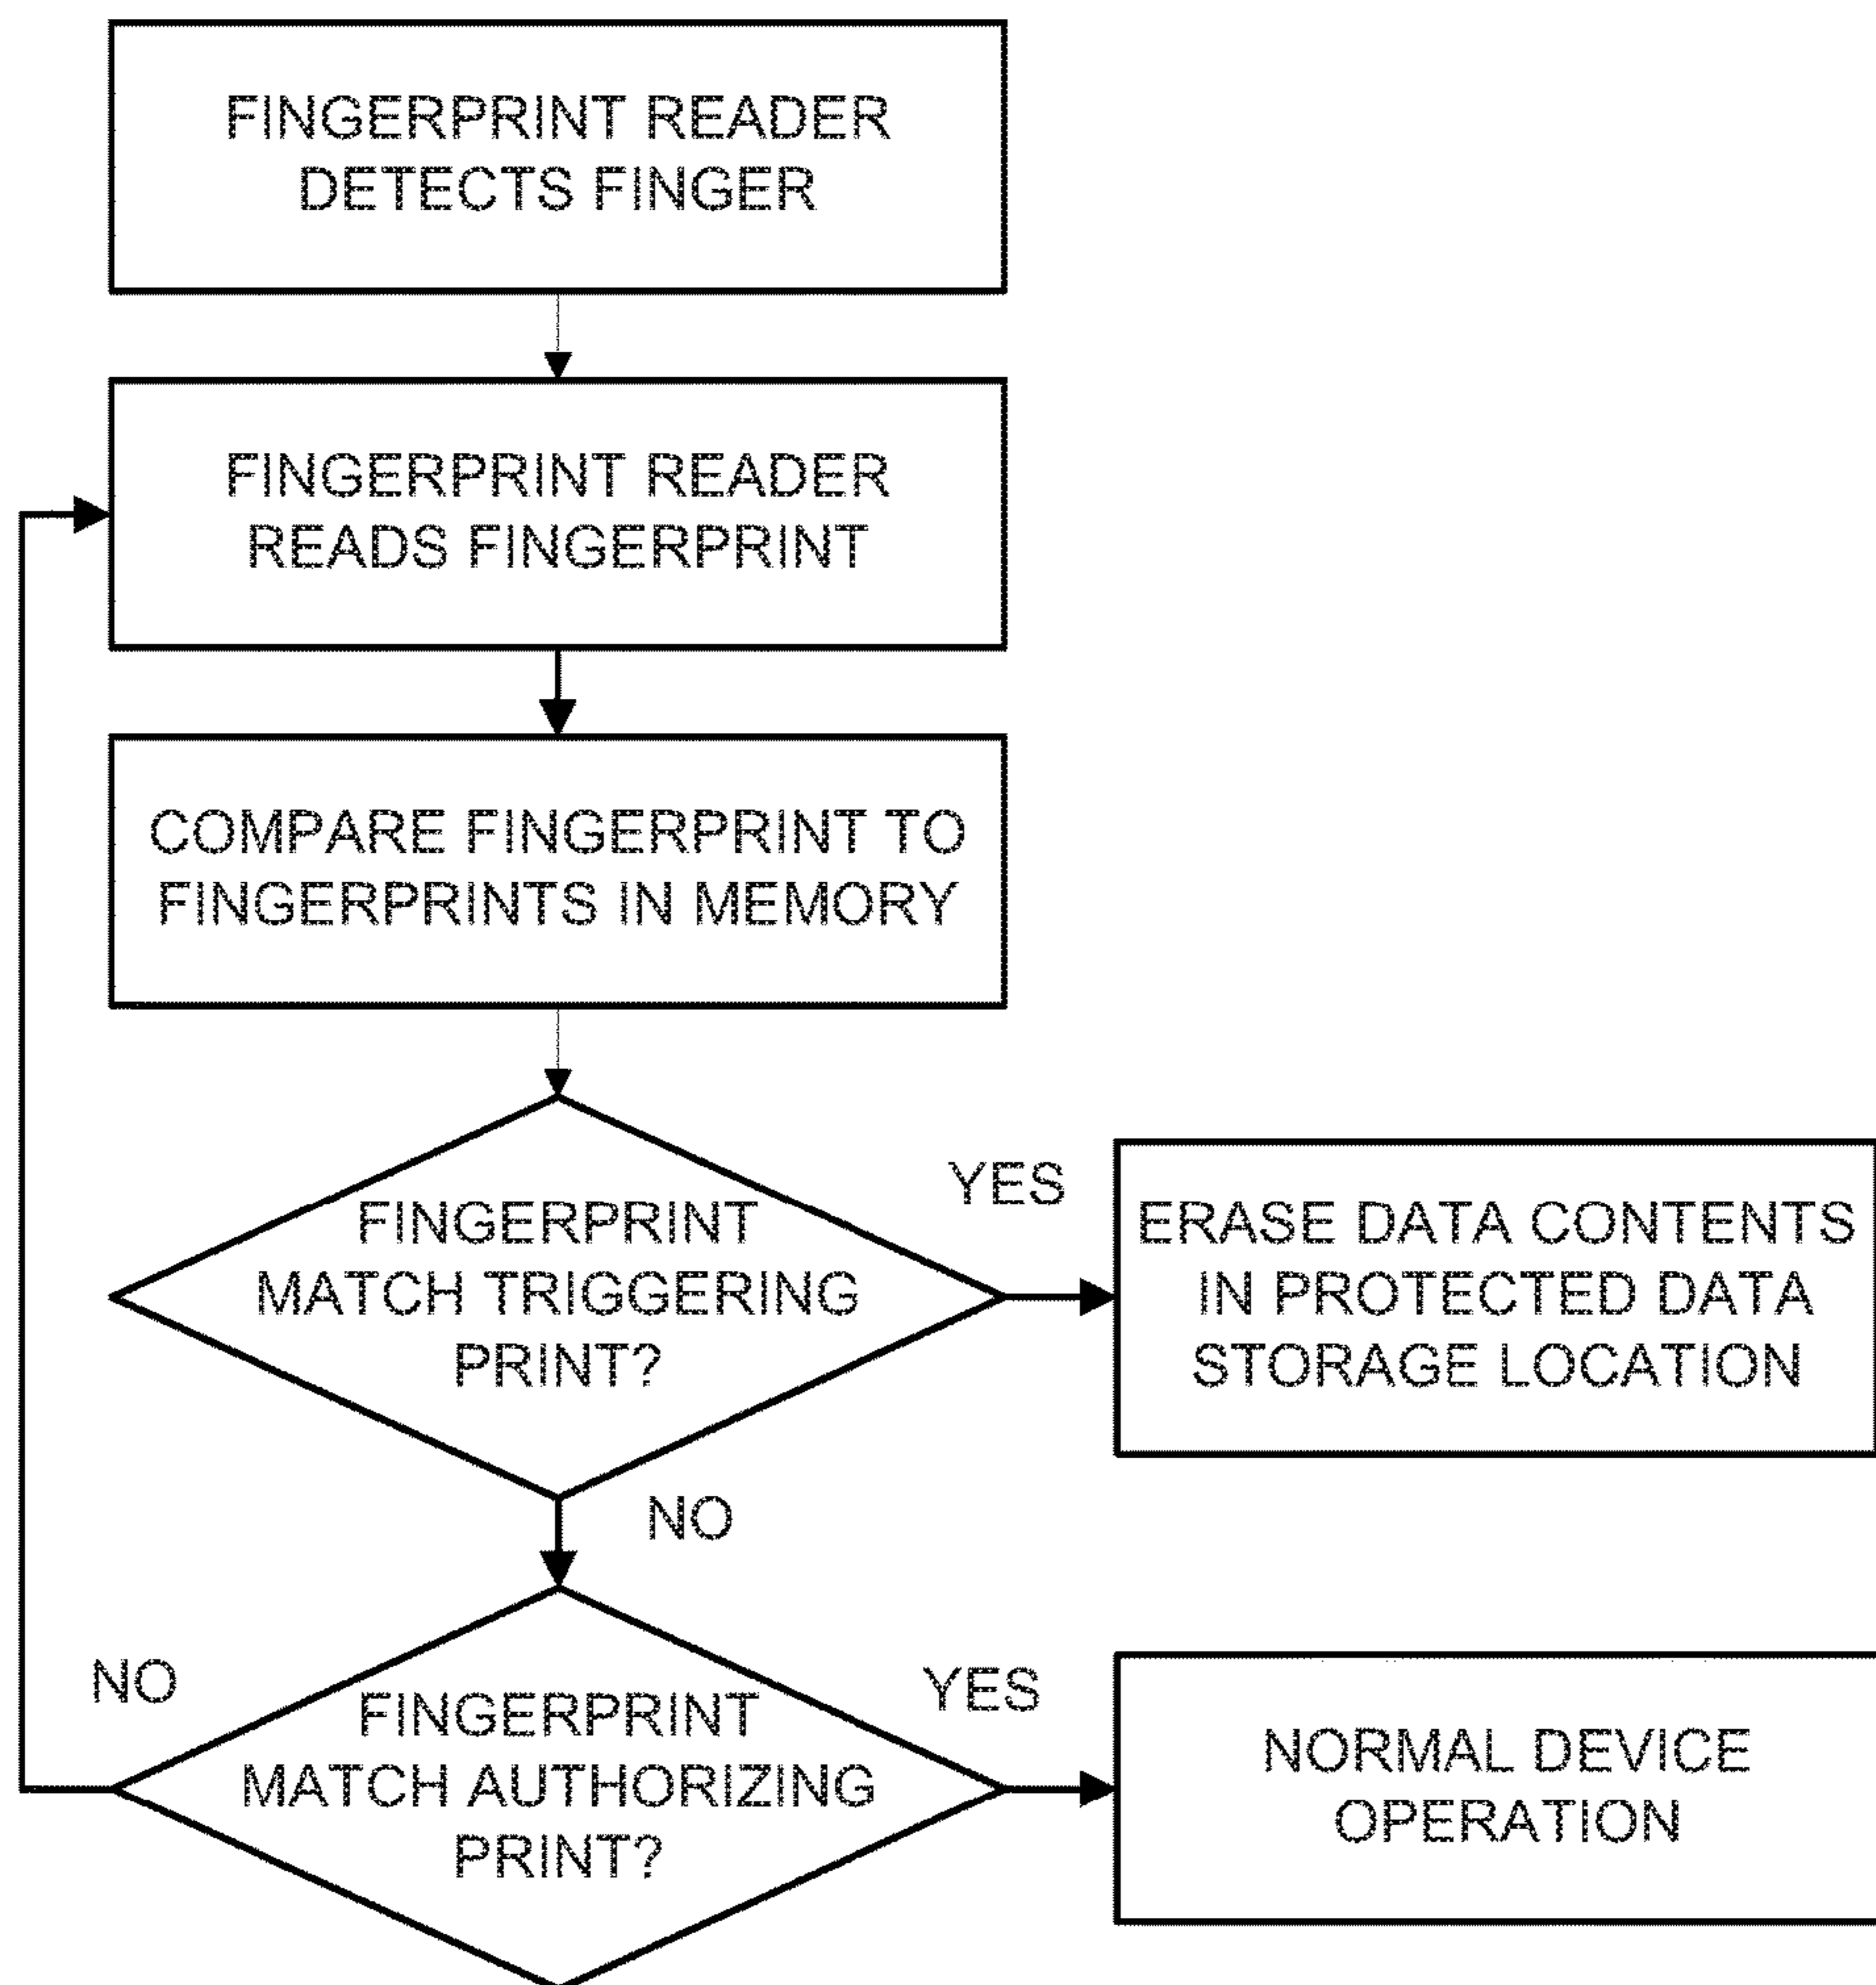 FINGERPRINT READER
DETECTS FINGER
FINGERPRINT READER
READS FINGERPRINT
COMPARE FINGERPRINT TO
FINGERPRINTS IN MEMORY
FINGERPRINT
MATCH TRIGGERING
PRINT?
YES
ERASE DATA CONTENTS
IN PROTECTED DATA
STORAGE LOCATION
NO
FINGERPRINT
MATCH AUTHORIZING
PRINT?
NO
YES
NORMAL DEVICE
OPERATION